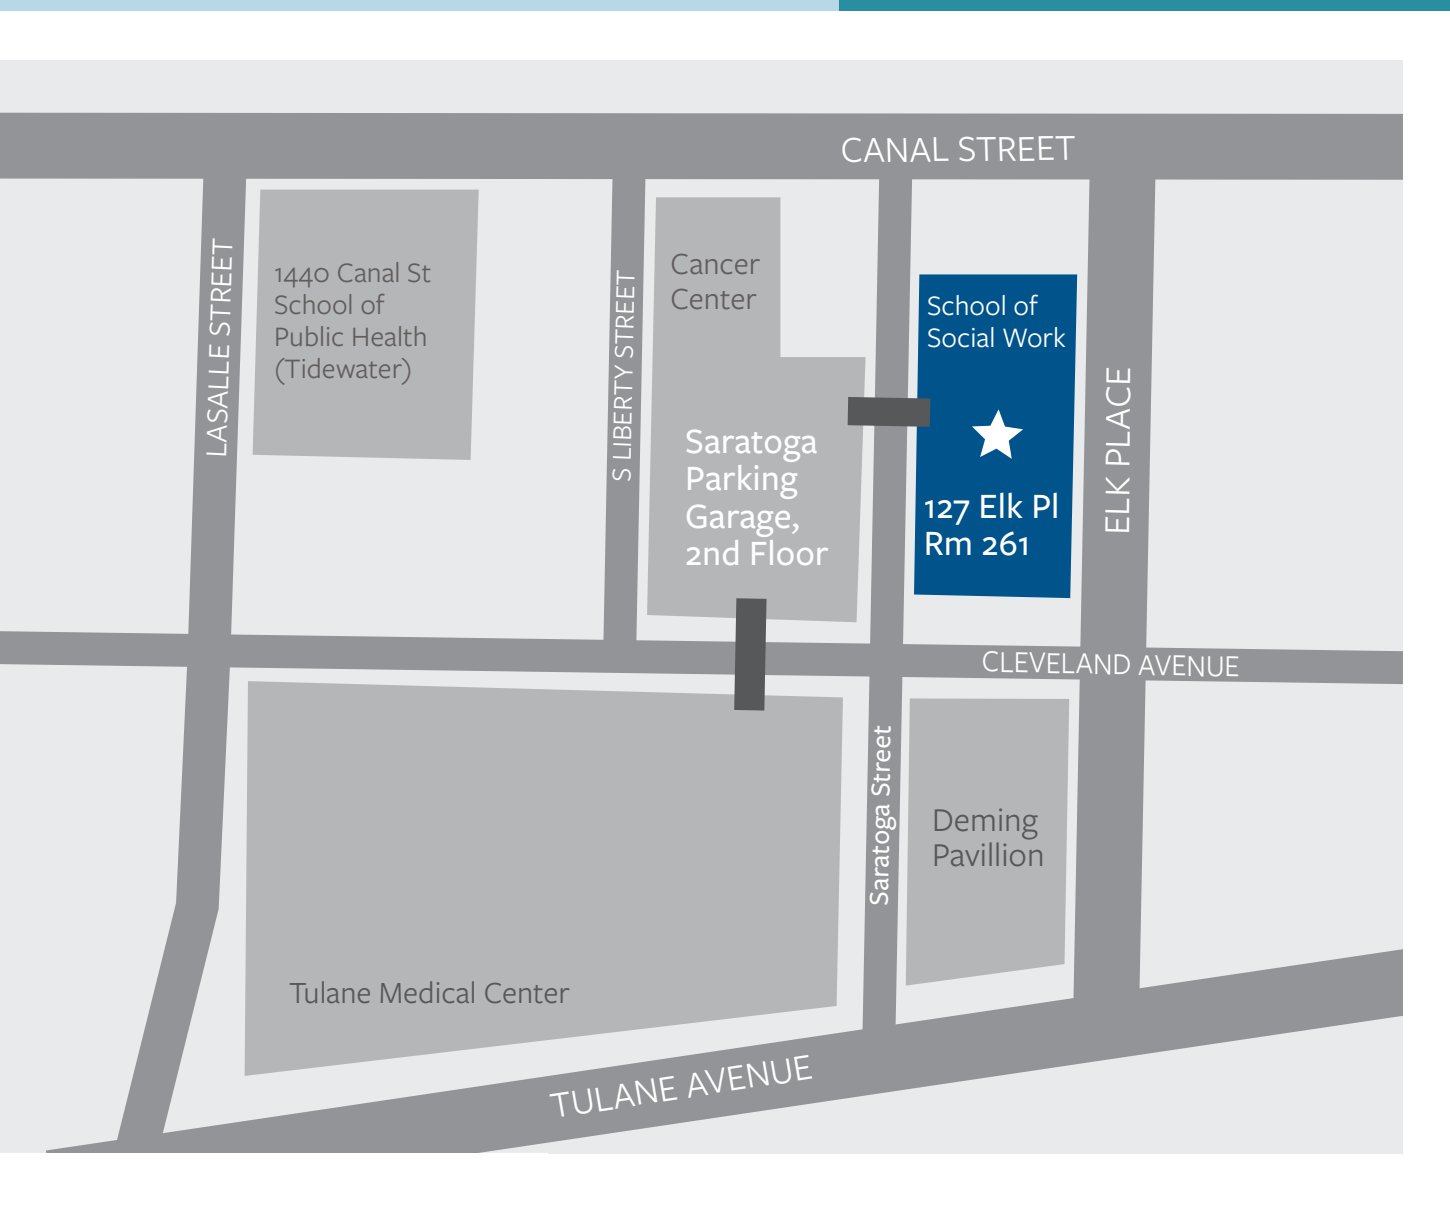 CANAL STREET
LASALLE STREET
1440 Canal St
School of
Public Health
(Tidewater)
S LIBERTY STREET
Cancer
Center
Saratoga
Parking
Garage,
2nd Floor
School of
Social Work
127 Elk Pl
Rm 261
ELK PLACE
CLEVELAND AVENUE
Saratoga Street
Deming
Pavillion
Tulane Medical Center
TULANE AVENUE